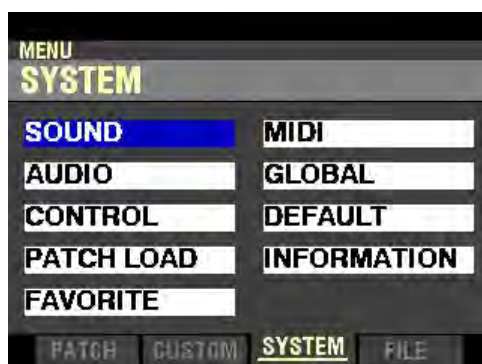 MENU
SYSTEM
SOUND
AUDIO
CONTROL
PATCH LOAD
FAVORITE
MIDI
GLOBAL
DEFAULT
INFORMATION
PATCH CUSTOM SYSTEM FILE